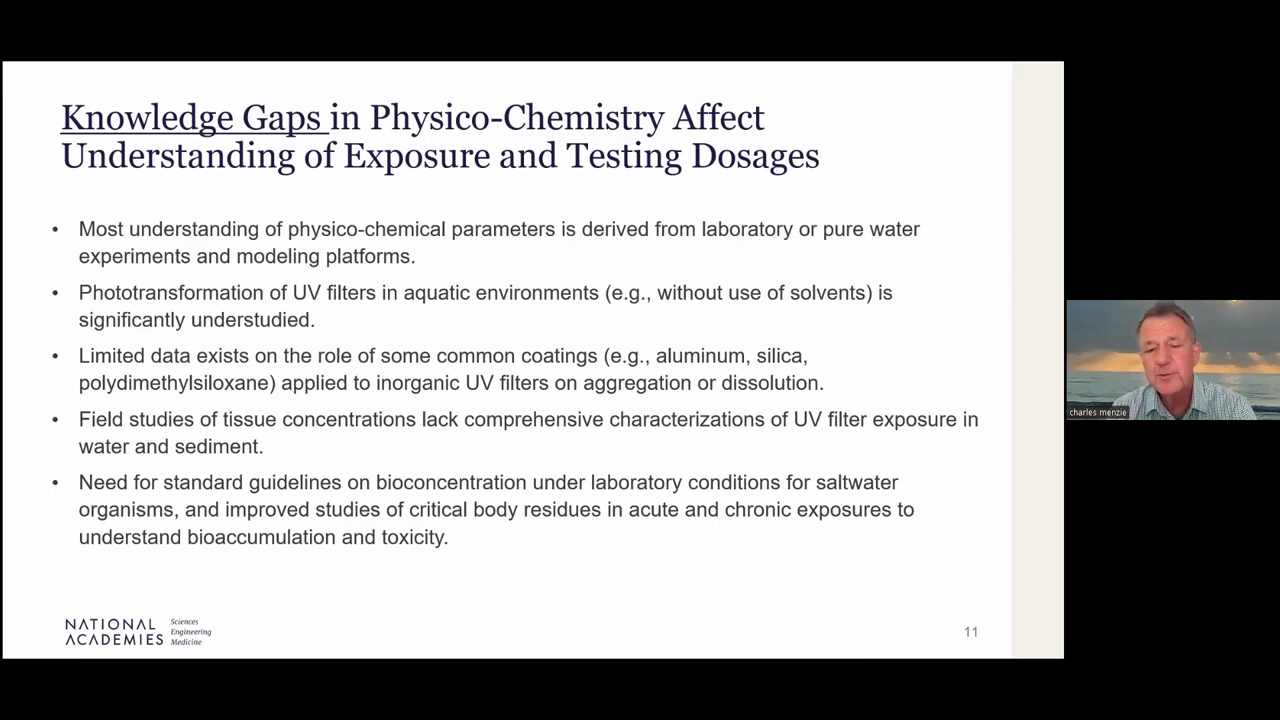 Knowledge Gaps in Physico-Chemistry Affect
Understanding of Exposure and Testing Dosages
• Most understanding of physico-chemical parameters is derived from laboratory or pure water
experiments and modeling platforms.
• Phototransformation of UV filters in aquatic environments (e.g., without use of solvents) is
significantly understudied.
• Limited data exists on the role of some common coatings (e.g., aluminum, silica,
polydimethylsiloxane) applied to inorganic UV filters on aggregation or dissolution.
• Field studies of tissue concentrations lack comprehensive characterizations of UV filter exposure in
water and sediment.
• Need for standard guidelines on bioconcentration under laboratory conditions for saltwater
organisms, and improved studies of critical body residues in acute and chronic exposures to
understand bioaccumulation and toxicity.
NATIONAL
ACADEMIES
Sciences
Engineering
Medicine
11
charles menzie